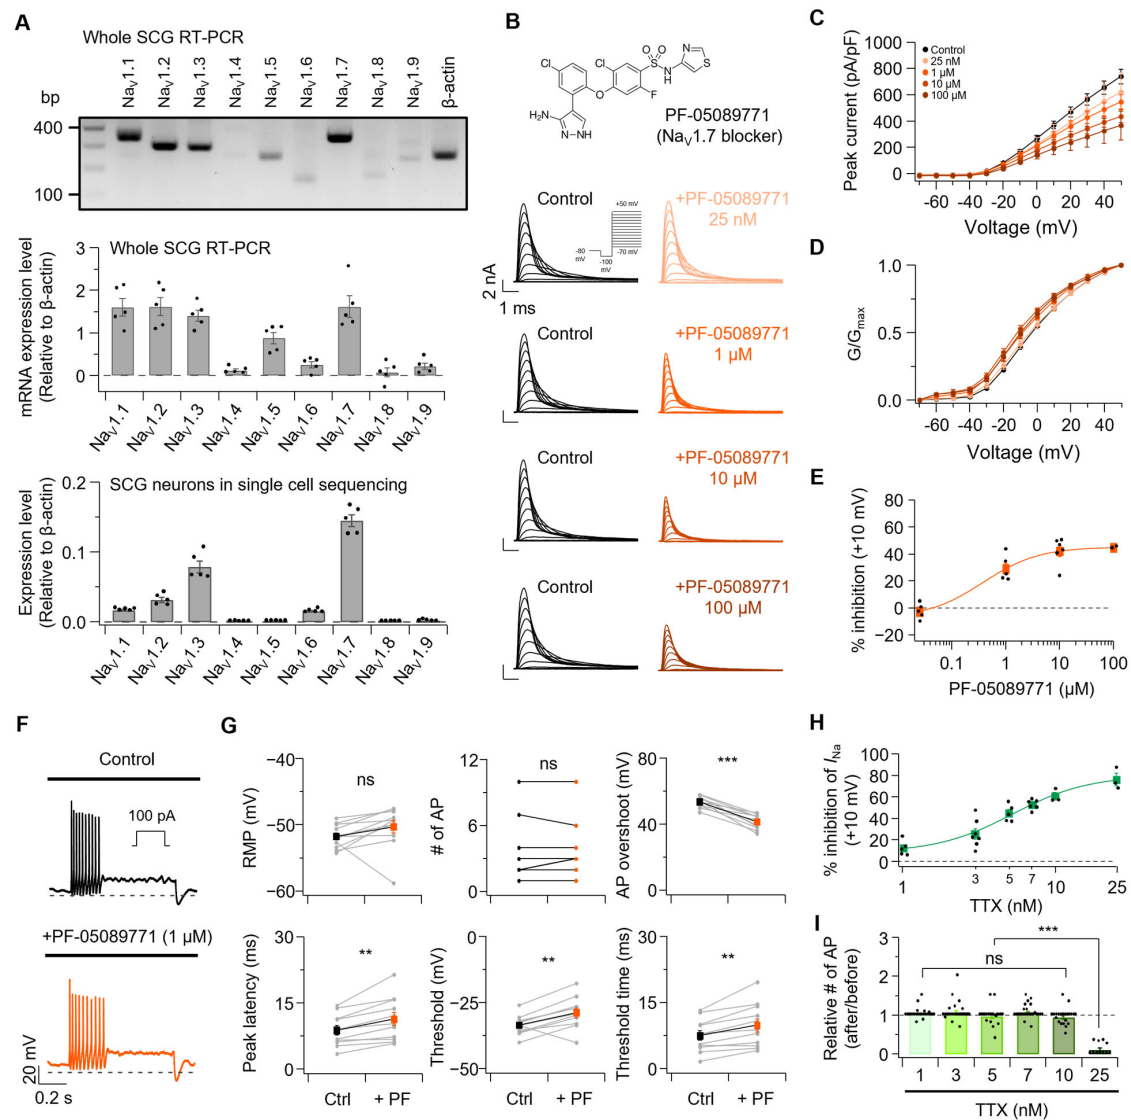 A
Whole SCG RT-PCR
bp
NaV1.1
NaV1.2
NaV1.3
NaV1.4
NaV1.5
NaV1.6
NaV1.7
NaV1.8
NaV1.9
β-actin
400
100
Whole SCG RT-PCR
mRNA expression level
(Relative to β-actin)
3
2
1
0
NaV1.1
NaV1.2
NaV1.3
NaV1.4
NaV1.5
NaV1.6
NaV1.7
NaV1.8
NaV1.9
SCG neurons in single cell sequencing
Expression level
(Relative to β-actin)
0.2
0.1
0.0
NaV1.1
NaV1.2
NaV1.3
NaV1.4
NaV1.5
NaV1.6
NaV1.7
NaV1.8
NaV1.9
B
Cl
Cl
O
O
S
N
H
N
S
O
F
H2N
N
NH
PF-05089771
(NaV1.7 blocker)
Control
+PF-05089771
25 nM
+50 mV
-80
mV
-70 mV
-100
mV
2 nA
1 ms
Control
+PF-05089771
1 µM
Control
+PF-05089771
10 µM
Control
+PF-05089771
100 µM
C
Peak current (pA/pF)
1000
800
600
400
200
0
Control
25 nM
1 µM
10 µM
100 µM
-60 -40 -20 0 20 40
Voltage (mV)
D
G/Gmax
1.0
0.5
0.0
-60 -40 -20 0 20 40
Voltage (mV)
E
% inhibition (+10 mV)
80
60
40
20
0
−20
0.1 1 10 100
PF-05089771 (µM)
F
Control
100 pA
+PF-05089771 (1 µM)
20 mV
0.2 s
G
RMP (mV)
−40
−50
−60
ns
# of AP
12
9
6
3
0
ns
AP overshoot (mV)
80
60
40
0
***
Peak latency (ms)
30
15
0
**
Ctrl + PF
Threshold (mV)
0
−25
−50
**
Ctrl + PF
Threshold time (ms)
30
15
0
**
Ctrl + PF
H
% inhibition of INa
(+10 mV)
100
80
60
40
20
0
1 3 5 7 10 25
TTX (nM)
I
Relative # of AP
(after/before)
3
2
1
0
***
ns
1 3 5 7 10 25
TTX (nM)